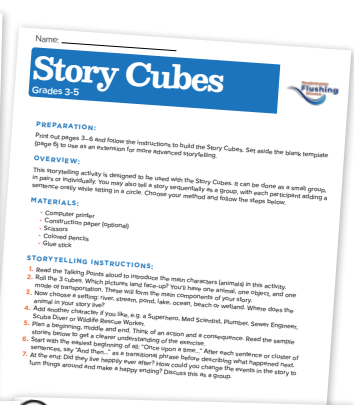 Name:
Story Cubes
Grades 3-5
Flushing
PREPARATION:
Print out pages 3–6 and follow the instructions to build the Story Cubes. Set aside the blank template
(page 6) to use as an extension for more advanced storytelling.
OVERVIEW:
This storytelling activity is designed to be used with the Story Cubes. It can be done as a small group,
in pairs or individually. You may also tell a story sequentially as a group, with each participant adding a
sentence orally while sitting in a circle. Choose your method and follow the steps below.
MATERIALS:
- Computer printer
- Construction paper (optional)
- Scissors
- Colored pencils
- Glue stick
STORYTELLING INSTRUCTIONS:
1. Read the Talking Points aloud to introduce the main characters (animals) in this activity.
2. Roll the 3 cubes. Which pictures land face-up? You'll have one animal, one object, and one
mode of transportation. These will form the main components of your story.
3. Now choose a setting: river, stream, pond, lake, ocean, beach or wetland. Where does the
animal in your story live?
4. Add another character if you like, e.g. a Superhero, Mad Scientist, Plumber, Sewer Engineer,
Scuba Diver or Wildlife Rescue Worker.
5. Plan a beginning, middle and end. Think of an action and a consequence. Read the sample
stories below to get a clearer understanding of the exercise.
6. Start with the easiest beginning of all: "Once upon a time..." After each sentence or cluster of
sentences, say "And then..." as a transitional phrase before describing what happened next.
7. At the end: Did they live happily ever after? How could you change the events in the story to
turn things around and make a happy ending? Discuss this as a group.